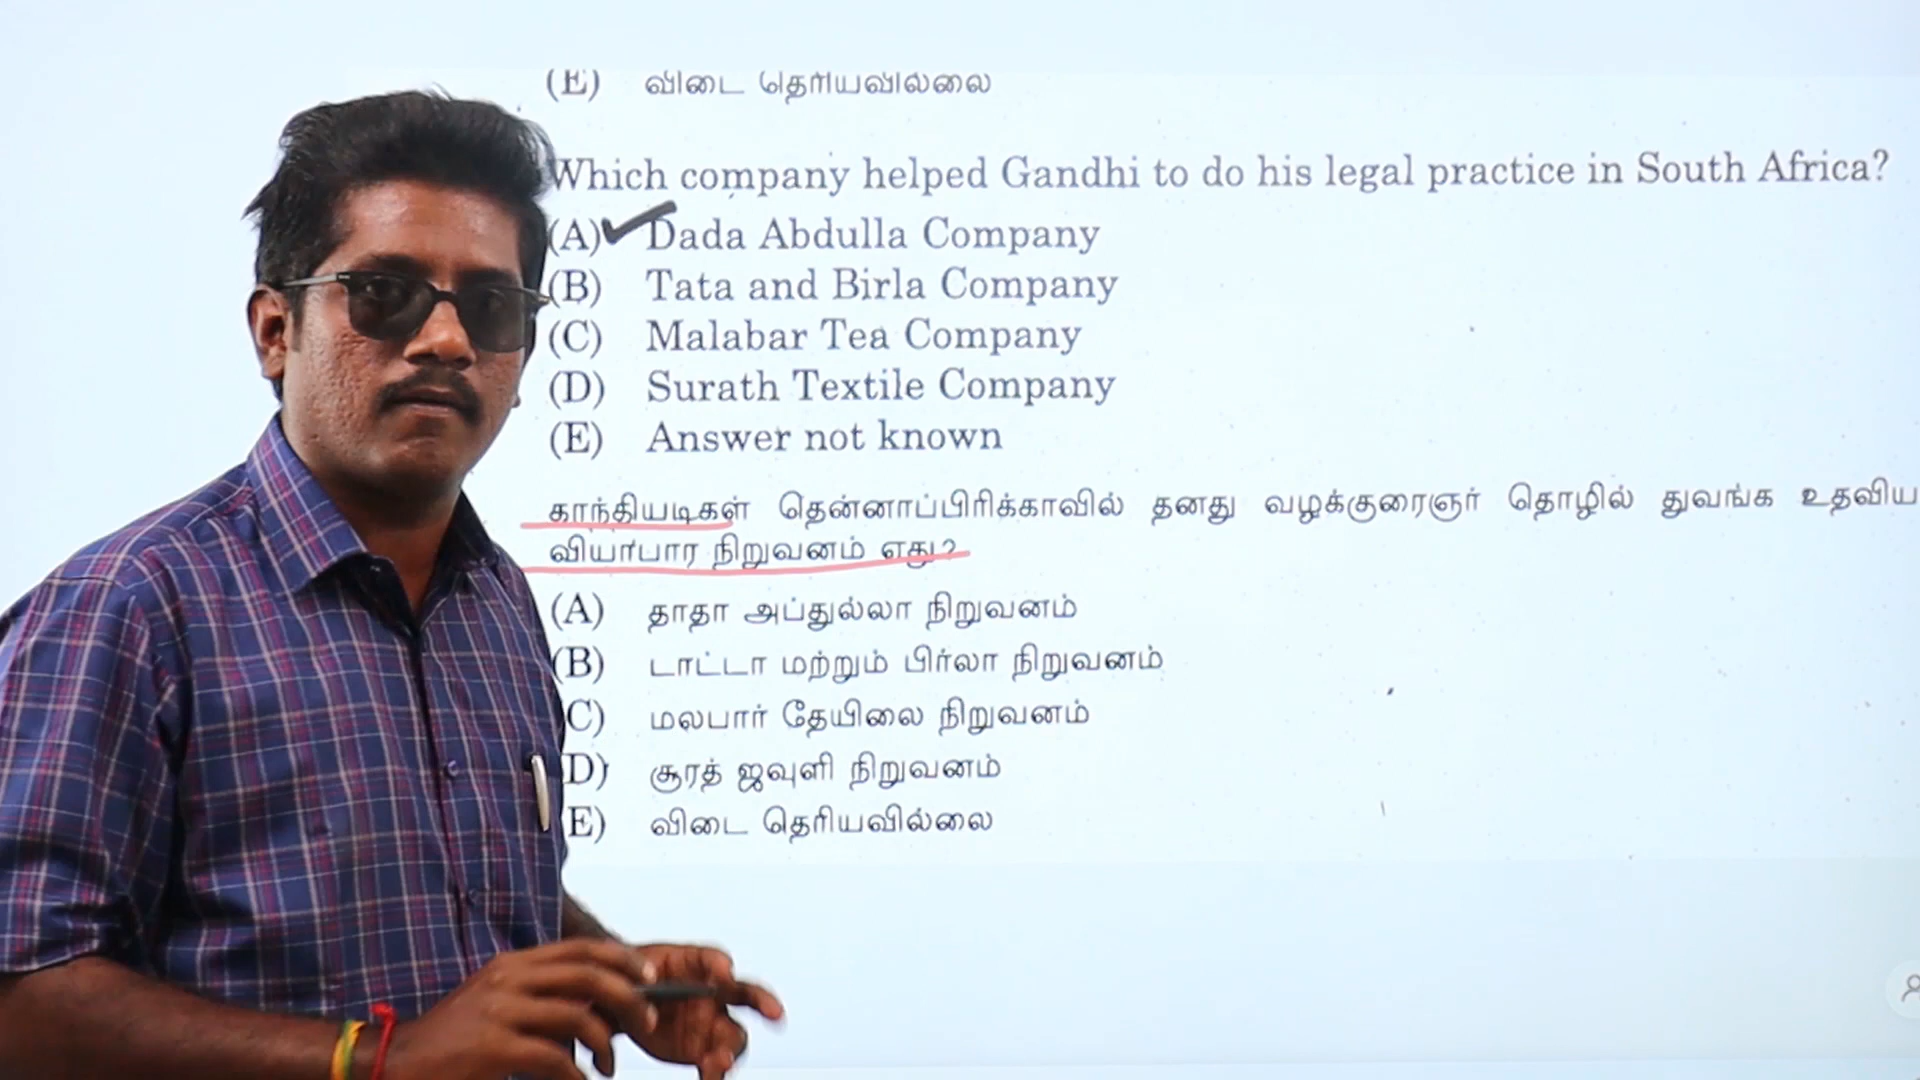 (E) விடை தெரியவில்லை
Which company helped Gandhi to do his legal practice in South Africa?
(A) Dada Abdulla Company
(B) Tata and Birla Company
(C) Malabar Tea Company
(D) Surath Textile Company
(E) Answer not known
காந்தியடிகள் தென்னாப்பிரிக்காவில் தனது வழக்குரைஞர் தொழில் துவங்க உதவிய
வியாபார நிறுவனம் எது?
(A) தாதா அப்துல்லா நிறுவனம்
(B) டாட்டா மற்றும் பிர்லா நிறுவனம்
C) மலபார் தேயிலை நிறுவனம்
D) சூரத் ஜவுளி நிறுவனம்
E) விடை தெரியவில்லை